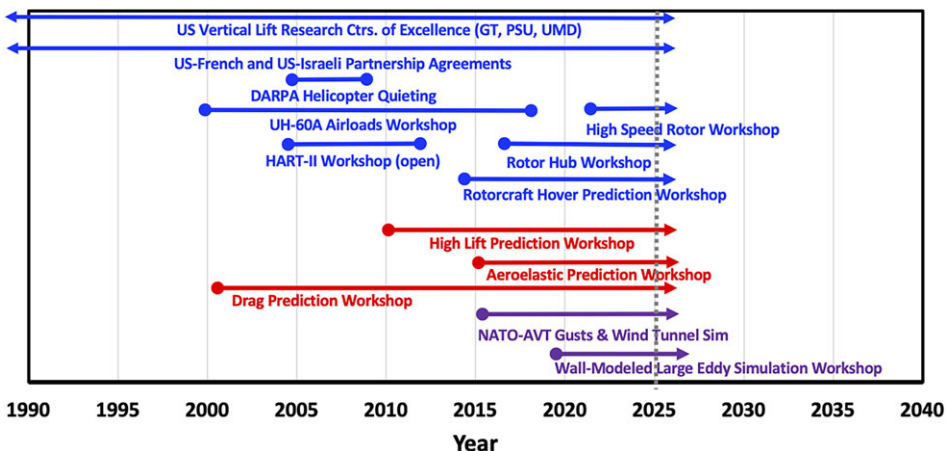 US Vertical Lift Research Ctrs. of Excellence (GT, PSU, UMD)
US-French and US-Israeli Partnership Agreements
DARPA Helicopter Quieting
UH-60A Airloads Workshop
High Speed Rotor Workshop
HART-II Workshop (open)
Rotor Hub Workshop
Rotorcraft Hover Prediction Workshop
High Lift Prediction Workshop
Aeroelastic Prediction Workshop
Drag Prediction Workshop
NATO-AVT Gusts & Wind Tunnel Sim
Wall-Modeled Large Eddy Simulation Workshop
1990 1995 2000 2005 2010 2015 2020 2025 2030 2035 2040
Year